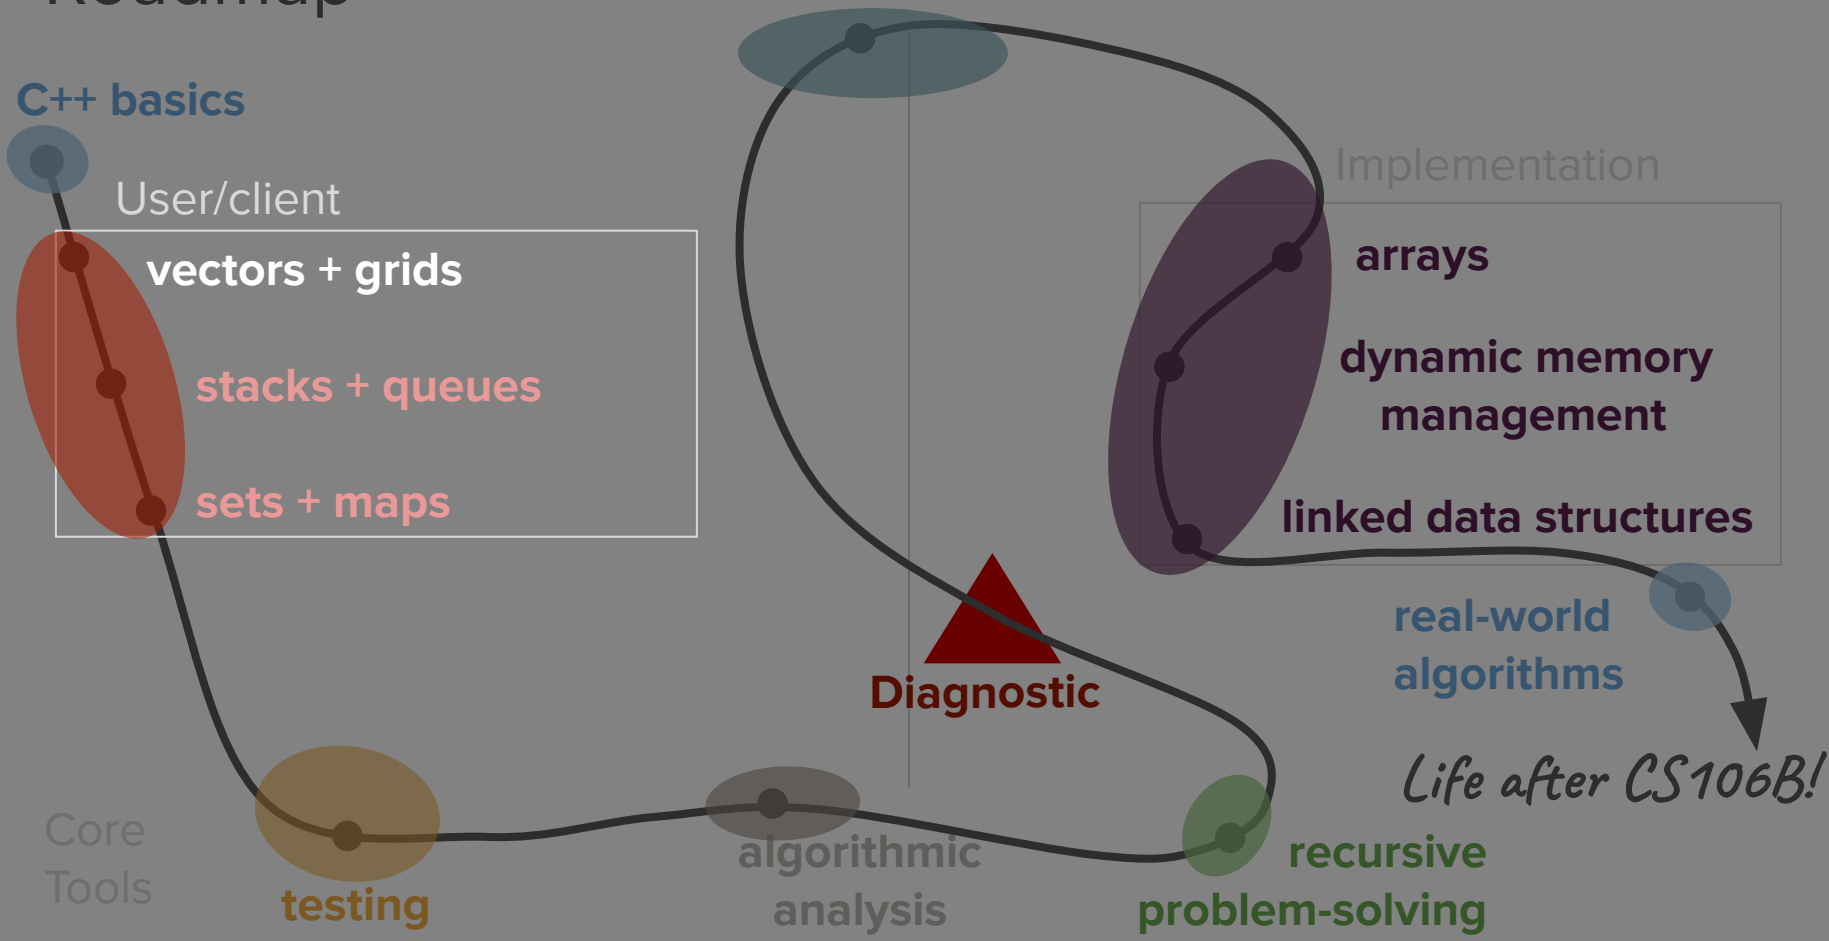 Roadmap
C++ basics
User/client
vectors + grids
stacks + queues
sets + maps
Core
Tools
testing
algorithmic
analysis
recursive
problem-solving
Diagnostic
Implementation
arrays
dynamic memory
management
linked data structures
real-world
algorithms
Life after CS106B!